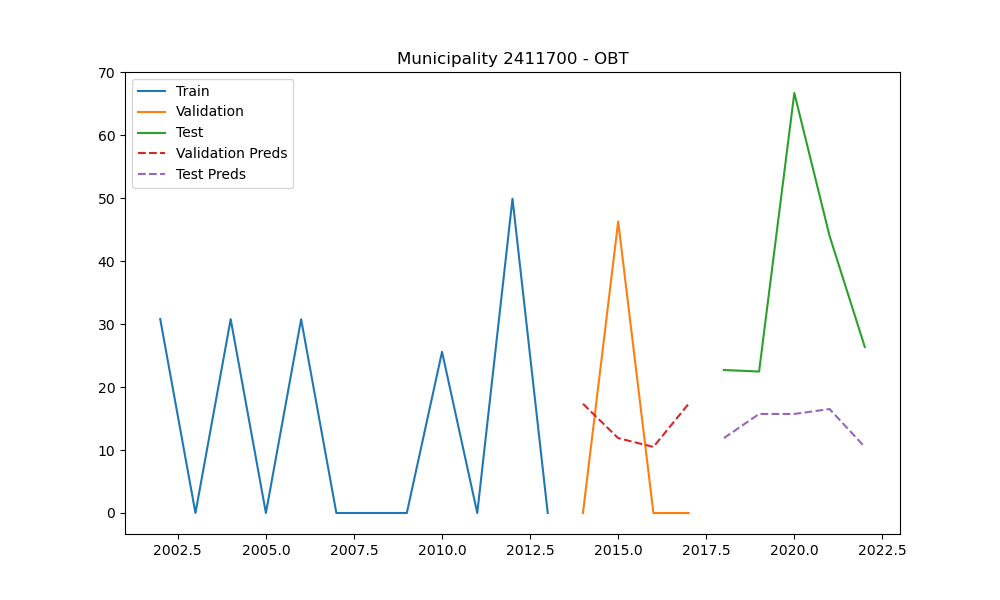 Municipality 2411700 - OBT
70
60
50
40
30
20
10
0
Train
Validation
Test
Validation Preds
Test Preds
2002.5 2005.0 2007.5 2010.0 2012.5 2015.0 2017.5 2020.0 2022.5